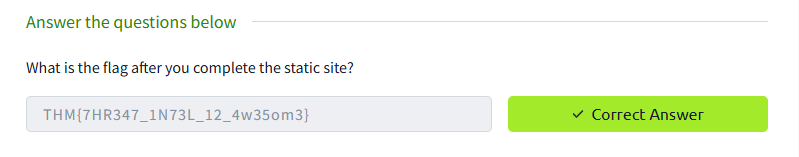 Answer the questions below
What is the flag after you complete the static site?
THM{7HR347_1N73L_12_4w35om3}
✓ Correct Answer